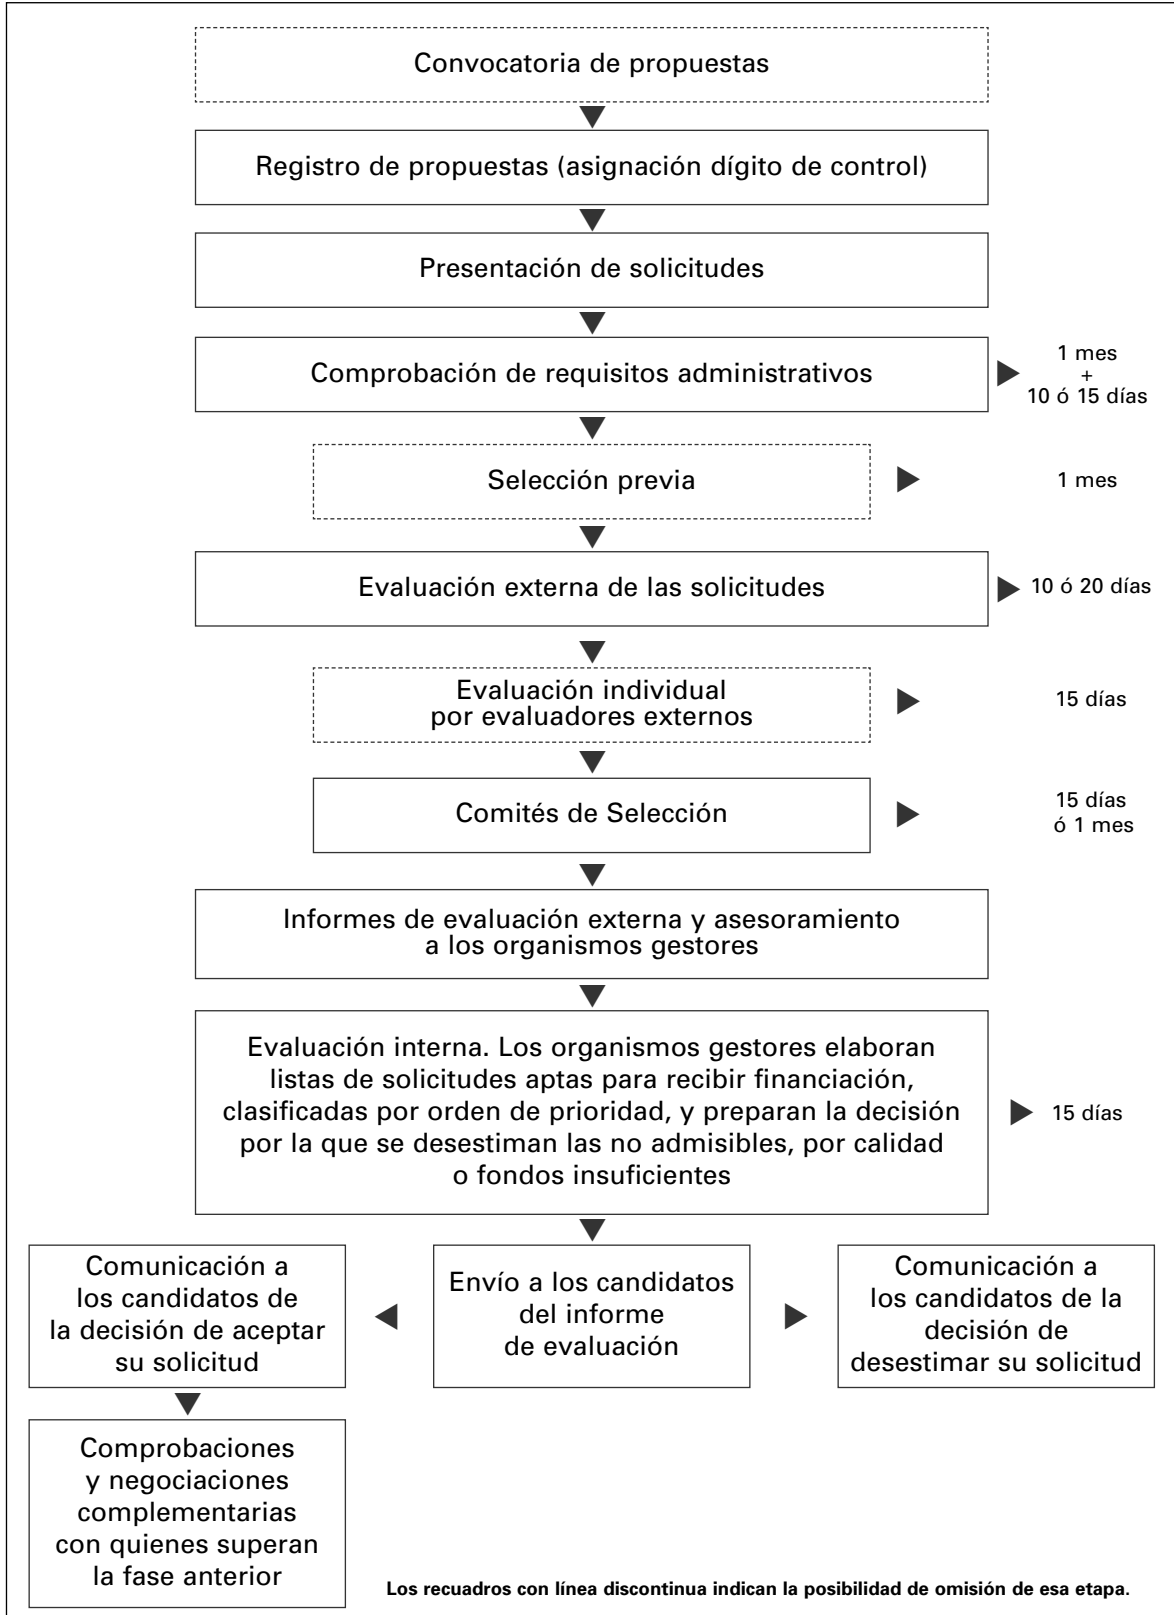 Convocatoria de propuestas
Registro de propuestas (asignación dígito de control)
Presentación de solicitudes
Comprobación de requisitos administrativos
1 mes
+
10 ó 15 días
Selección previa
1 mes
Evaluación externa de las solicitudes
10 ó 20 días
Evaluación individual
por evaluadores externos
15 días
Comités de Selección
15 días
ó 1 mes
Informes de evaluación externa y asesoramiento
a los organismos gestores
Evaluación interna. Los organismos gestores elaboran
listas de solicitudes aptas para recibir financiación,
clasificadas por orden de prioridad, y preparan la decisión
por la que se desestiman las no admisibles, por calidad
o fondos insuficientes
15 días
Comunicación a
los candidatos de
la decisión de aceptar
su solicitud
Envío a los candidatos
del informe
de evaluación
Comunicación a
los candidatos de la
decisión de
desestimar su solicitud
Comprobaciones
y negociaciones
complementarias
con quienes superan
la fase anterior
Los recuadros con línea discontinua indican la posibilidad de omisión de esa etapa.